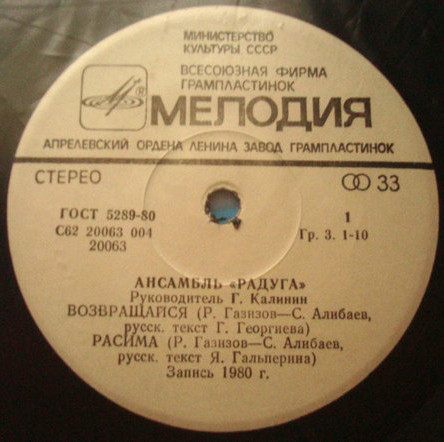 МИНИСТЕРСТВО
КУЛЬТУРЫ СССР
ВСЕСОЮЗНАЯ ФИРМА
ГРАМПЛАСТИНОК
® МЕЛОДИЯ
АПРЕЛЕВСКИЙ ОРДЕНА ЛЕНИНА ЗАВОД ГРАМПЛАСТИНОК
СТЕРЕО 33
ГОСТ 5289-80 1
С62 20063 004 Гр. 3. 1-10
20063
АНСАМБЛЬ «РАДУГА»
Руководитель Г. Калинин
ВОЗВРАЩАЙСЯ (Р. Газизов—С. Алибаев,
русск. текст Г. Георгиева)
РАСИМА (Р. Газизов—С. Алибаев,
русск. текст Я. Гальперина)
Запись 1980 г.